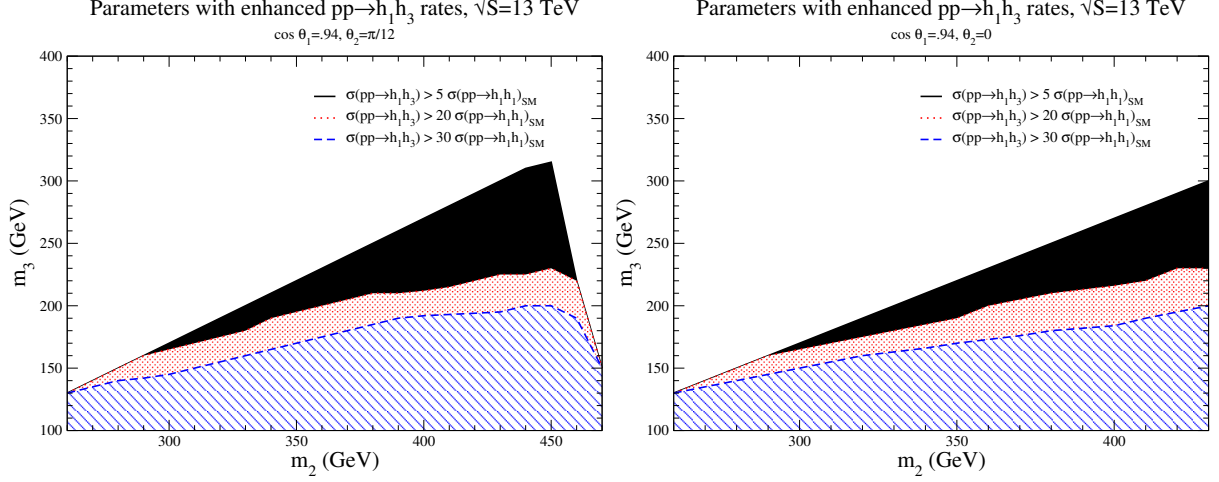 Parameters with enhanced pp→h₁h₃ rates, √S=13 TeV
cos θ₁=.94, θ₂=π/12
400
350
300
250
200
150
100
m₃ (GeV)
σ(pp→h₁h₃) > 5 σ(pp→h₁h₁)SM
σ(pp→h₁h₃) > 20 σ(pp→h₁h₁)SM
σ(pp→h₁h₃) > 30 σ(pp→h₁h₁)SM
300
350
400
450
m₂ (GeV)
Parameters with enhanced pp→h₁h₃ rates, √S=13 TeV
cos θ₁=.94, θ₂=0
400
350
300
250
200
150
100
m₃ (GeV)
σ(pp→h₁h₃) > 5 σ(pp→h₁h₁)SM
σ(pp→h₁h₃) > 20 σ(pp→h₁h₁)SM
σ(pp→h₁h₃) > 30 σ(pp→h₁h₁)SM
300
350
400
m₂ (GeV)